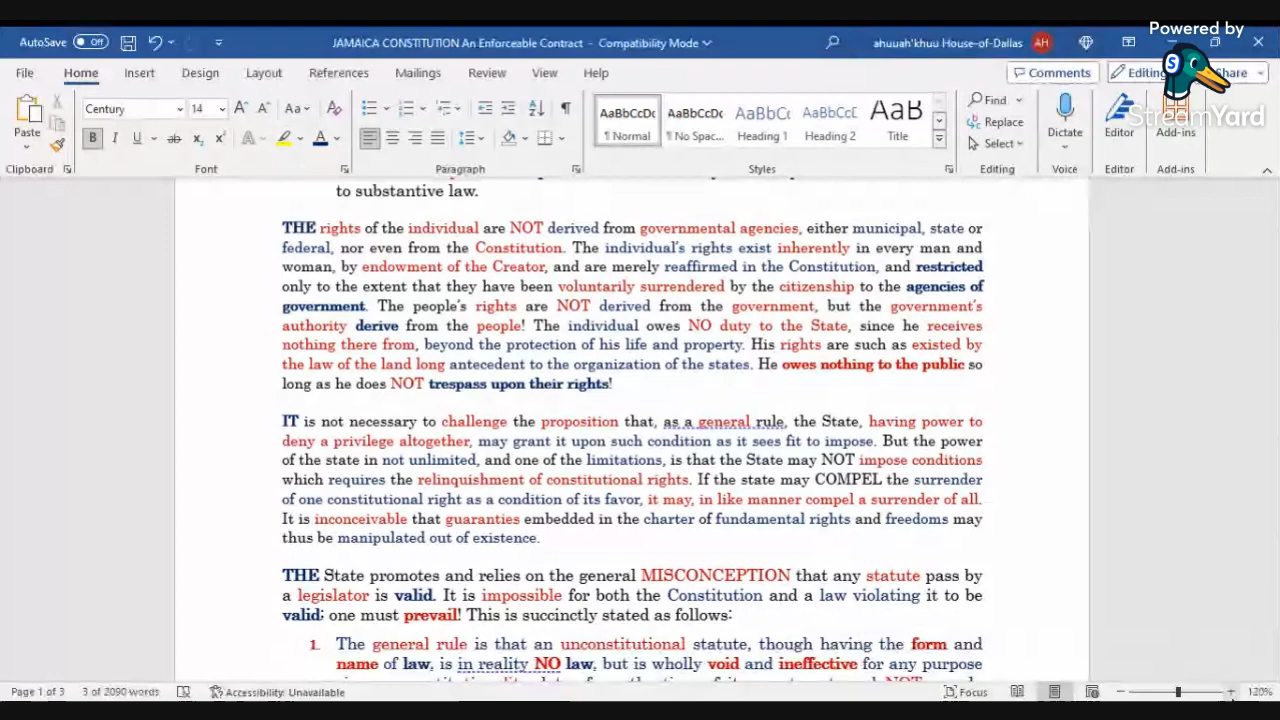 Powered by
StreamYard
AutoSave Off JAMAICA CONSTITUTION An Enforceable Contract - Compatibility Mode ahuuah'khuu House-of-Dallas AH
File Home Insert Design Layout References Mailings Review View Help Comments Editing Share
Paste Century 14 A A Aa A AaBbCcDc AaBbCcDc AaBbCc AaBbCcD AaB Find Replace Select Dictate Editor Add-ins
B I U ab x₂ x² A A ¶ Normal ¶ No Spac... Heading 1 Heading 2 Title
Clipboard Font Paragraph Styles Editing Voice Editor Add-ins
to substantive law.
THE rights of the individual are NOT derived from governmental agencies, either municipal, state or
federal, nor even from the Constitution. The individual's rights exist inherently in every man and
woman, by endowment of the Creator, and are merely reaffirmed in the Constitution, and restricted
only to the extent that they have been voluntarily surrendered by the citizenship to the agencies of
government. The people's rights are NOT derived from the government, but the government's
authority derive from the people! The individual owes NO duty to the State, since he receives
nothing there from, beyond the protection of his life and property. His rights are such as existed by
the law of the land long antecedent to the organization of the states. He owes nothing to the public so
long as he does NOT trespass upon their rights!
IT is not necessary to challenge the proposition that, as a general rule, the State, having power to
deny a privilege altogether, may grant it upon such condition as it sees fit to impose. But the power
of the state in not unlimited, and one of the limitations, is that the State may NOT impose conditions
which requires the relinquishment of constitutional rights. If the state may COMPEL the surrender
of one constitutional right as a condition of its favor, it may, in like manner compel a surrender of all.
It is inconceivable that guaranties embedded in the charter of fundamental rights and freedoms may
thus be manipulated out of existence.
THE State promotes and relies on the general MISCONCEPTION that any statute pass by
a legislator is valid. It is impossible for both the Constitution and a law violating it to be
valid; one must prevail! This is succinctly stated as follows:
1. The general rule is that an unconstitutional statute, though having the form and
name of law, is in reality NO law, but is wholly void and ineffective for any purpose
Page 1 of 3 3 of 2090 words Accessibility: Unavailable Focus 120%